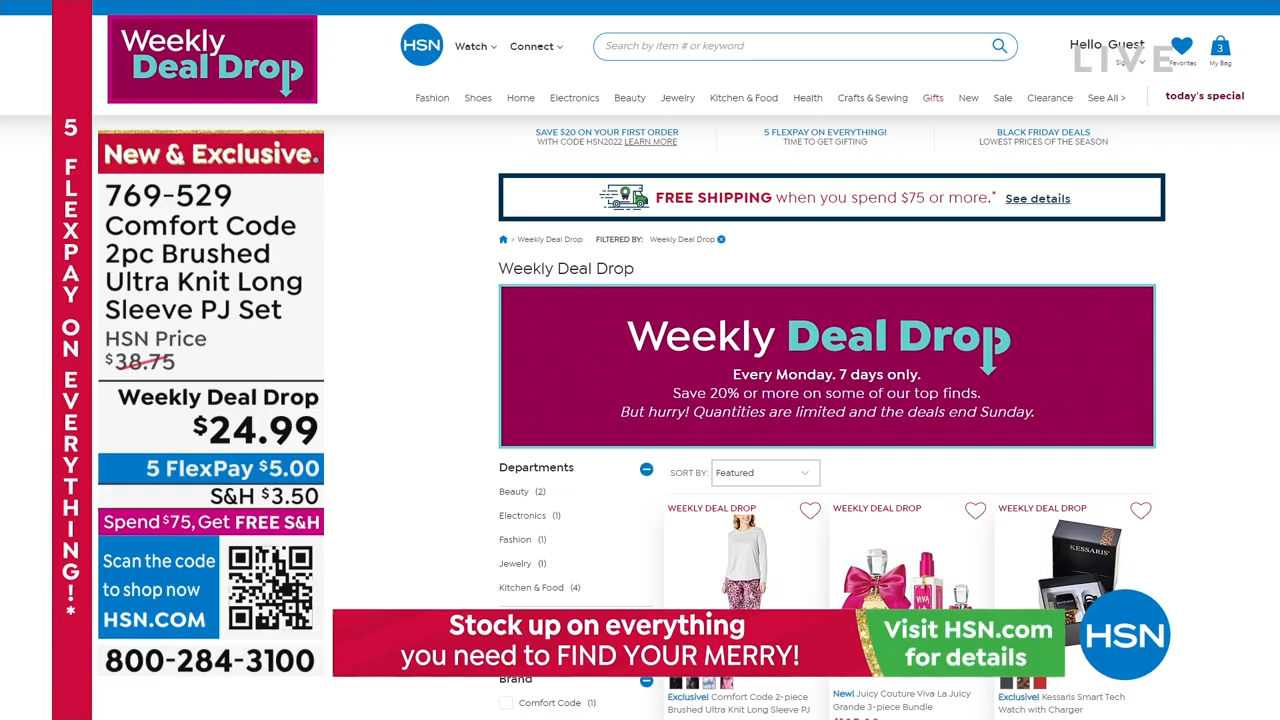 Weekly
Deal Drop
5 FLEXPAY ON EVERYTHING!*
New & Exclusive.
769-529
Comfort Code
2pc Brushed
Ultra Knit Long
Sleeve PJ Set
HSN Price
$38.75
Weekly Deal Drop
$24.99
5 FlexPay $5.00
S&H $3.50
Spend $75, Get FREE S&H
Scan the code
to shop now
HSN.COM
800-284-3100
HSN
Watch
Connect
Search by item # or keyword
Hello, Guest
LIVE
Favorites
3
My Bag
Fashion Shoes Home Electronics Beauty Jewelry Kitchen & Food Health Crafts & Sewing Gifts New Sale Clearance See All >
today's special
SAVE $20 ON YOUR FIRST ORDER
WITH CODE HSN2022 LEARN MORE
5 FLEXPAY ON EVERYTHING!
TIME TO GET GIFTING
BLACK FRIDAY DEALS
LOWEST PRICES OF THE SEASON
FREE SHIPPING when you spend $75 or more.* See details
> Weekly Deal Drop FILTERED BY: Weekly Deal Drop
Weekly Deal Drop
Weekly Deal Drop
Every Monday. 7 days only.
Save 20% or more on some of our top finds.
But hurry! Quantities are limited and the deals end Sunday.
Departments
Beauty (2)
Electronics (1)
Fashion (1)
Jewelry (1)
Kitchen & Food (4)
Brand
Comfort Code (1)
SORT BY: Featured
WEEKLY DEAL DROP
Exclusive! Comfort Code 2-piece
Brushed Ultra Knit Long Sleeve PJ
WEEKLY DEAL DROP
VIVA
New! Juicy Couture Viva La Juicy
Grande 3-piece Bundle
WEEKLY DEAL DROP
KESSARIS
Exclusive! Kessaris Smart Tech
Watch with Charger
Stock up on everything
you need to FIND YOUR MERRY!
Visit HSN.com
for details
HSN